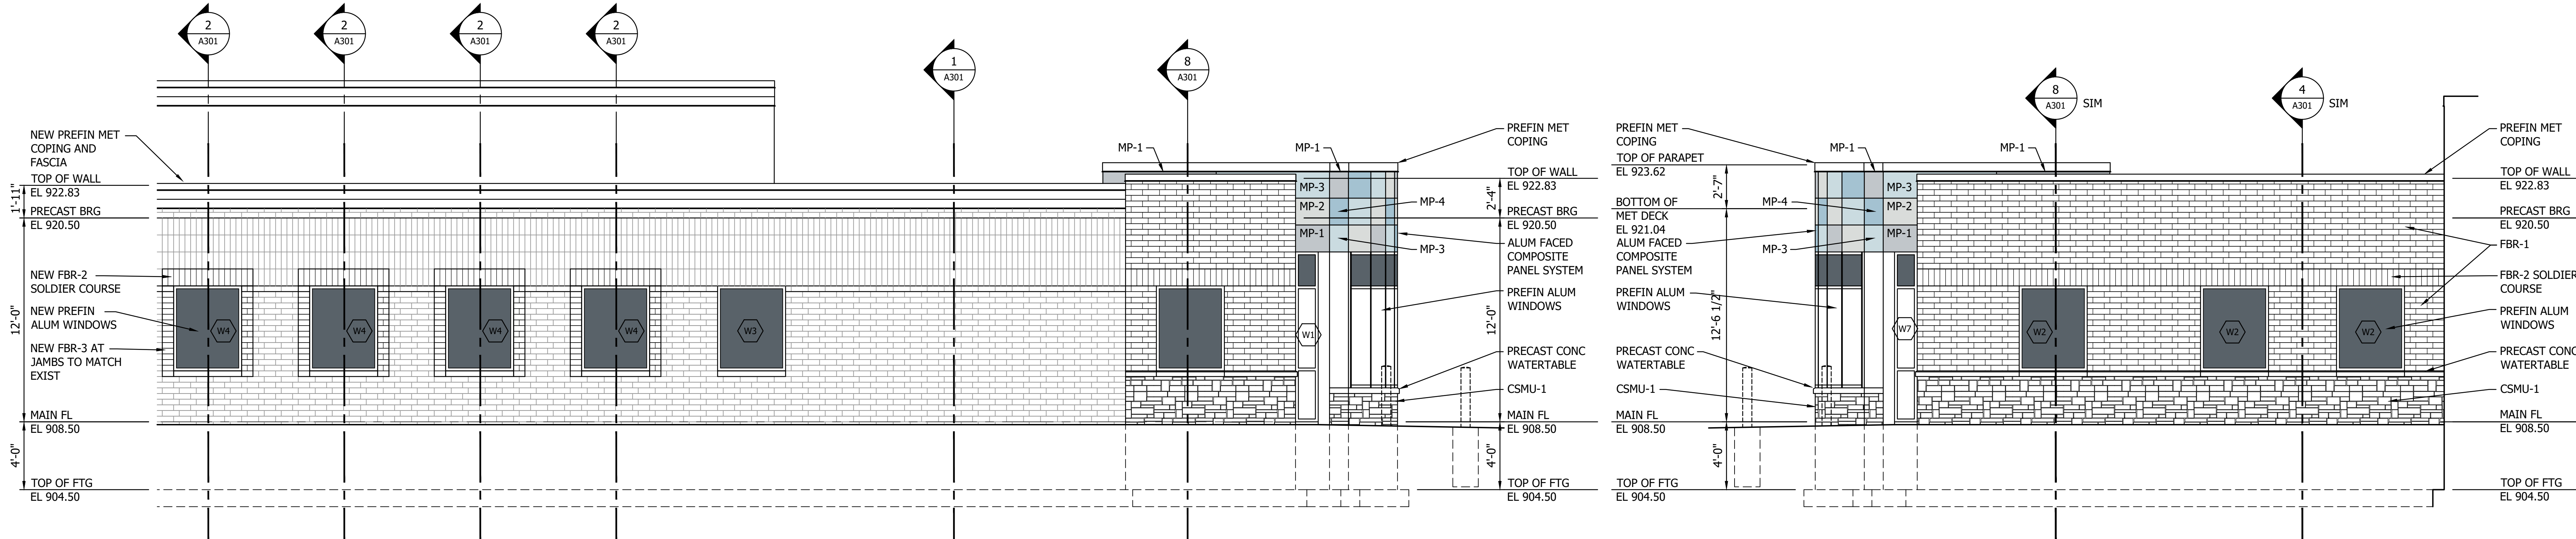 2
A301
2
A301
2
A301
2
A301
1
A301
8
A301
8
A301
SIM
4
A301
SIM
NEW PREFIN MET
COPING AND
FASCIA
TOP OF WALL
EL 922.83
1'-11"
PRECAST BRG
EL 920.50
NEW FBR-2
SOLDIER COURSE
NEW PREFIN
ALUM WINDOWS
12'-0"
NEW FBR-3 AT
JAMBS TO MATCH
EXIST
MAIN FL
EL 908.50
4'-0"
TOP OF FTG
EL 904.50
W4
W4
W4
W4
W3
MP-1
MP-1
MP-3
MP-2
MP-1
MP-4
MP-3
W1
PREFIN MET
COPING
TOP OF WALL
EL 922.83
2'-4"
PRECAST BRG
EL 920.50
ALUM FACED
COMPOSITE
PANEL SYSTEM
PREFIN ALUM
WINDOWS
12'-0"
PRECAST CONC
WATERTABLE
CSMU-1
MAIN FL
EL 908.50
4'-0"
TOP OF FTG
EL 904.50
PREFIN MET
COPING
TOP OF PARAPET
EL 923.62
2'-7"
BOTTOM OF
MET DECK
EL 921.04
ALUM FACED
COMPOSITE
PANEL SYSTEM
PREFIN ALUM
WINDOWS
12'-6 1/2"
PRECAST CONC
WATERTABLE
CSMU-1
MAIN FL
EL 908.50
4'-0"
TOP OF FTG
EL 904.50
MP-1
MP-1
MP-4
MP-3
MP-3
MP-2
MP-1
W7
W2
W2
W2
PREFIN MET
COPING
TOP OF WALL
EL 922.83
PRECAST BRG
EL 920.50
FBR-1
FBR-2 SOLDIER
COURSE
PREFIN ALUM
WINDOWS
PRECAST CONC
WATERTABLE
CSMU-1
MAIN FL
EL 908.50
TOP OF FTG
EL 904.50